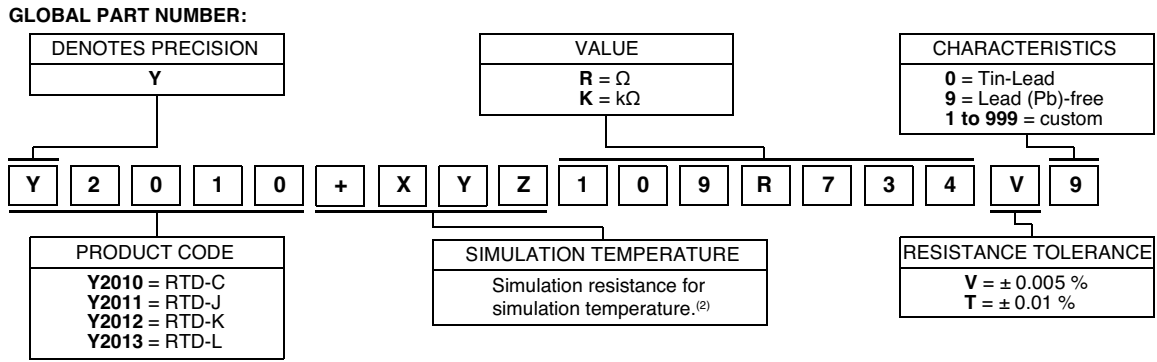 GLOBAL PART NUMBER:
DENOTES PRECISION
Y
VALUE
R = Ω
K = kΩ
CHARACTERISTICS
0 = Tin-Lead
9 = Lead (Pb)-free
1 to 999 = custom
Y 2 0 1 0 + X Y Z 1 0 9 R 7 3 4 V 9
PRODUCT CODE
Y2010 = RTD-C
Y2011 = RTD-J
Y2012 = RTD-K
Y2013 = RTD-L
SIMULATION TEMPERATURE
Simulation resistance for
simulation temperature.(2)
RESISTANCE TOLERANCE
V = ± 0.005 %
T = ± 0.01 %